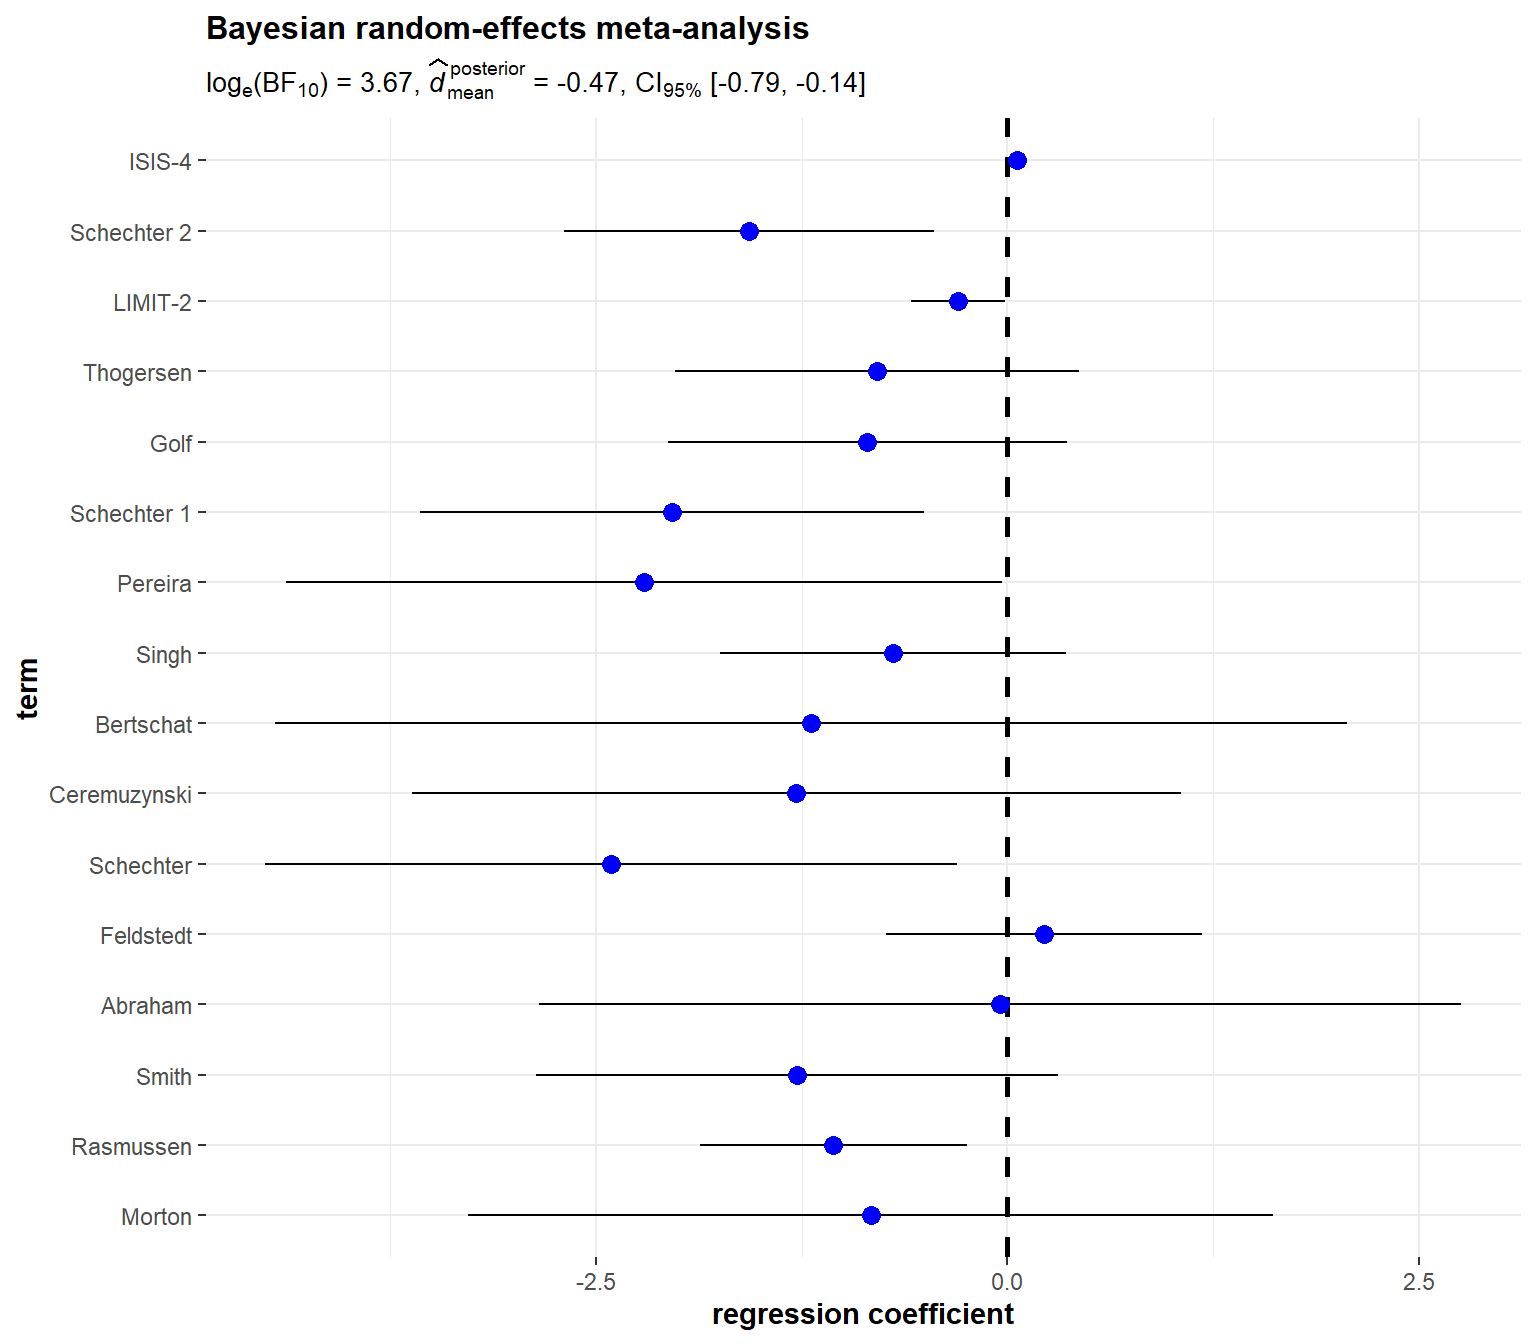 Bayesian random-effects meta-analysis
logₑ(BF₁₀) = 3.67, d̂ posterior mean = -0.47, CI₉₅% [-0.79, -0.14]
ISIS-4
Schechter 2
LIMIT-2
Thogersen
Golf
Schechter 1
Pereira
Singh
Bertschat
Ceremuzynski
Schechter
Feldstedt
Abraham
Smith
Rasmussen
Morton
term
-2.5 0.0 2.5
regression coefficient